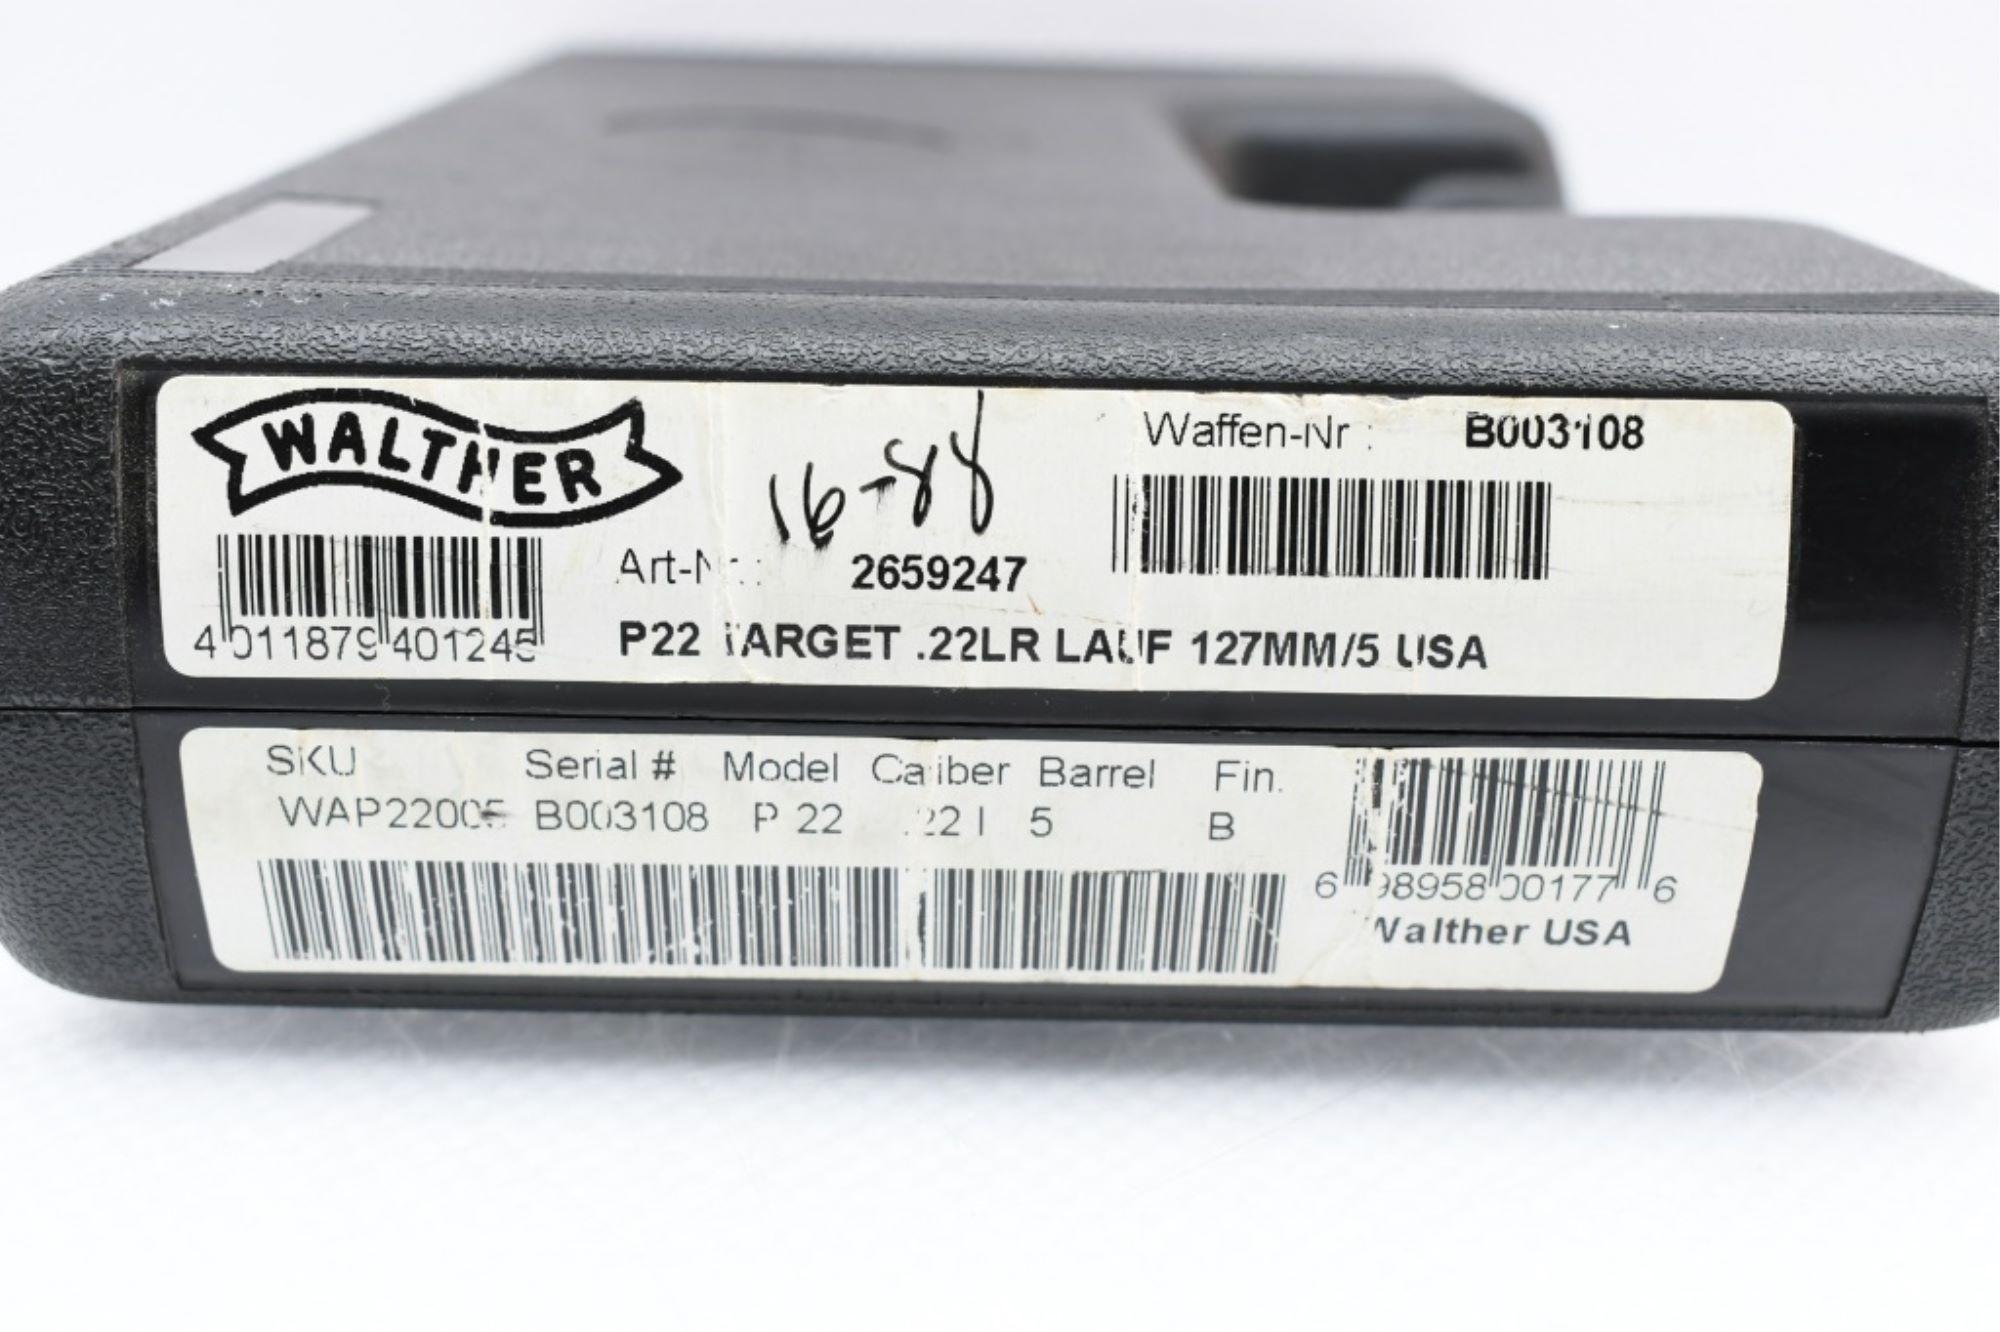 WALTHER
16-88
Waffen-Nr : B003108
Art-Nr.: 2659247
4 011879 401245
P22 TARGET .22LR LAUF 127MM/5 USA
SKU Serial # Model Caliber Barrel Fin.
WAP22005 B003108 P 22 .22 l 5 B
6 98958 00177 6
Walther USA